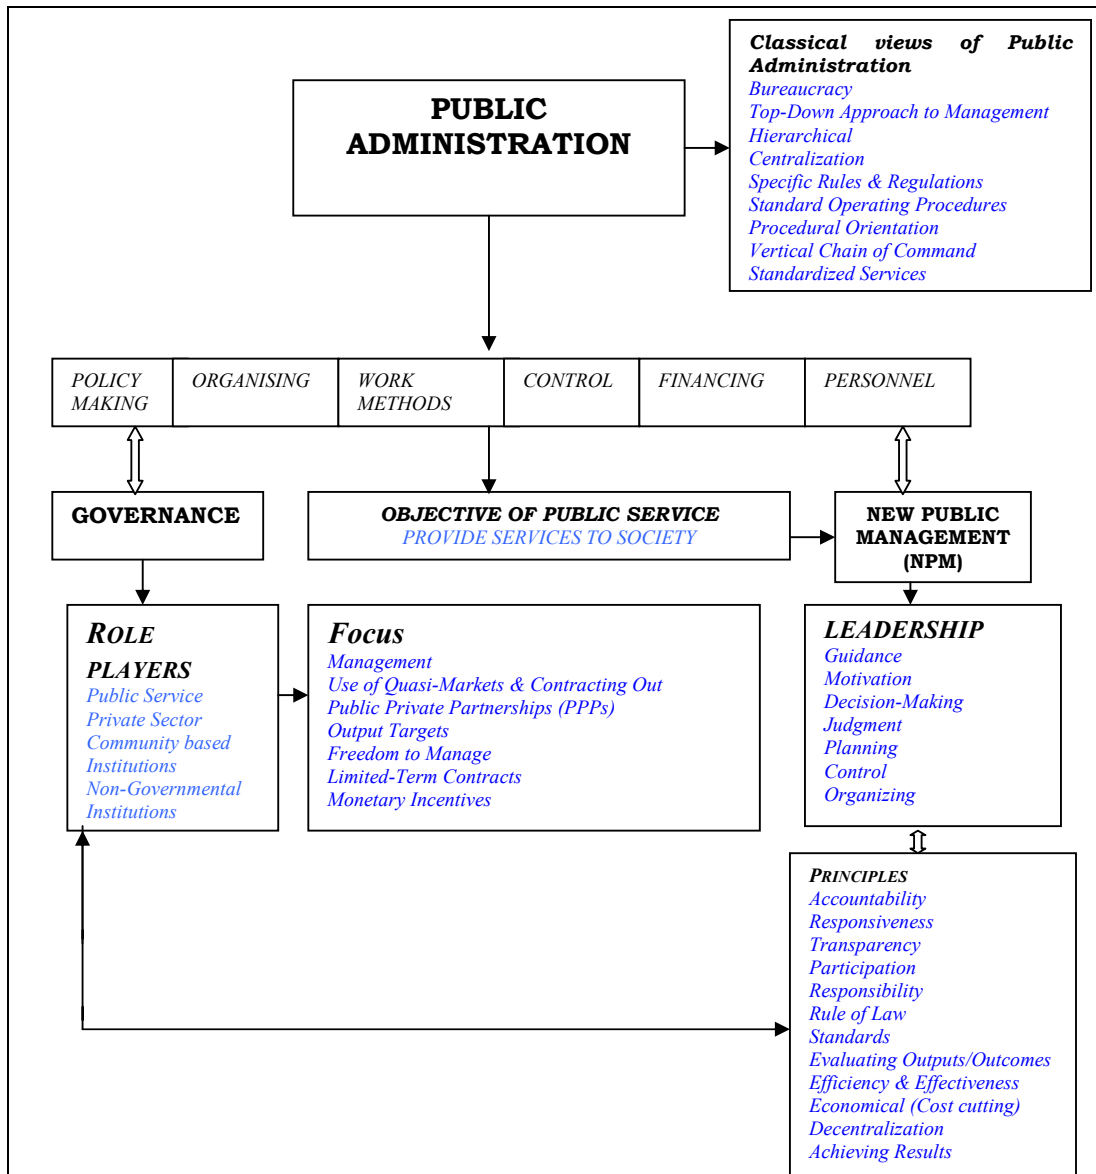 PUBLIC
ADMINISTRATION
Classical views of Public
Administration
Bureaucracy
Top-Down Approach to Management
Hierarchical
Centralization
Specific Rules & Regulations
Standard Operating Procedures
Procedural Orientation
Vertical Chain of Command
Standardized Services
POLICY
MAKING
ORGANISING
WORK
METHODS
CONTROL
FINANCING
PERSONNEL
GOVERNANCE
OBJECTIVE OF PUBLIC SERVICE
PROVIDE SERVICES TO SOCIETY
NEW PUBLIC
MANAGEMENT
(NPM)
ROLE
PLAYERS
Public Service
Private Sector
Community based
Institutions
Non-Governmental
Institutions
Focus
Management
Use of Quasi-Markets & Contracting Out
Public Private Partnerships (PPPs)
Output Targets
Freedom to Manage
Limited-Term Contracts
Monetary Incentives
LEADERSHIP
Guidance
Motivation
Decision-Making
Judgment
Planning
Control
Organizing
PRINCIPLES
Accountability
Responsiveness
Transparency
Participation
Responsibility
Rule of Law
Standards
Evaluating Outputs/Outcomes
Efficiency & Effectiveness
Economical (Cost cutting)
Decentralization
Achieving Results